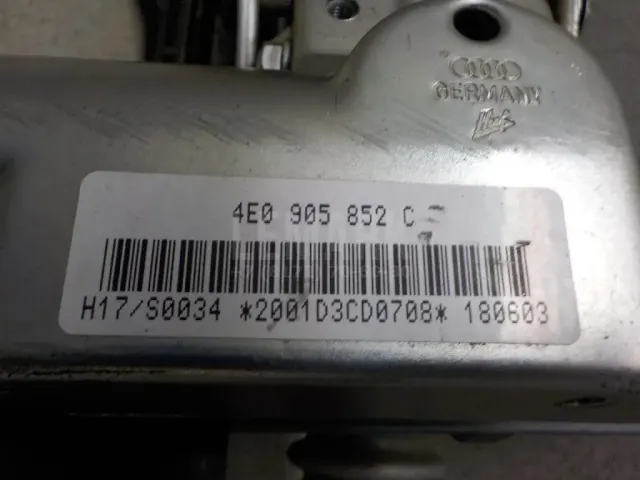 GERMANY
4E0 905 852 C
H17/S0034 *2001D3CD0708* 180603